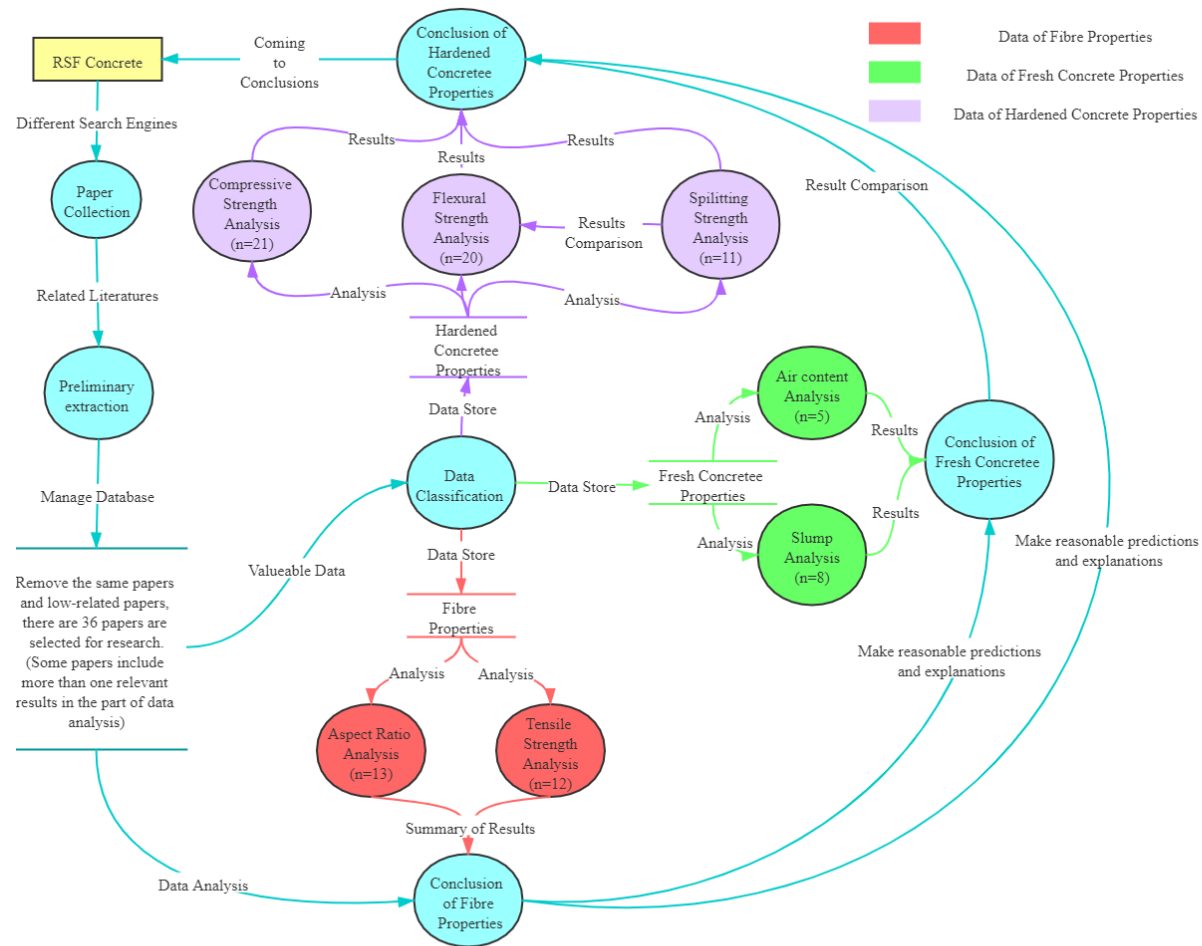 Coming
to
Conclusions
Conclusion of
Hardened
Concretee
Properties
RSF Concrete
Data of Fibre Properties
Data of Fresh Concrete Properties
Data of Hardened Concrete Properties
Different Search Engines
Results
Results
Results
Paper
Collection
Compressive
Strength
Analysis
(n=21)
Flexural
Strength
Analysis
(n=20)
Results
Comparison
Spilitting
Strength
Analysis
(n=11)
Result Comparison
Related Literatures
Analysis
Analysis
Hardened
Concretee
Properties
Preliminary
extraction
Data Store
Air content
Analysis
(n=5)
Analysis
Results
Manage Database
Data
Classification
Data Store
Fresh Concretee
Properties
Conclusion of
Fresh Concretee
Properties
Analysis
Results
Slump
Analysis
(n=8)
Make reasonable predictions
and explanations
Valueable Data
Data Store
Remove the same papers
and low-related papers,
there are 36 papers are
selected for research.
(Some papers include
more than one relevant
results in the part of data
analysis)
Fibre
Properties
Make reasonable predictions
and explanations
Analysis
Analysis
Aspect Ratio
Analysis
(n=13)
Tensile
Strength
Analysis
(n=12)
Summary of Results
Data Analysis
Conclusion
of Fibre
Properties